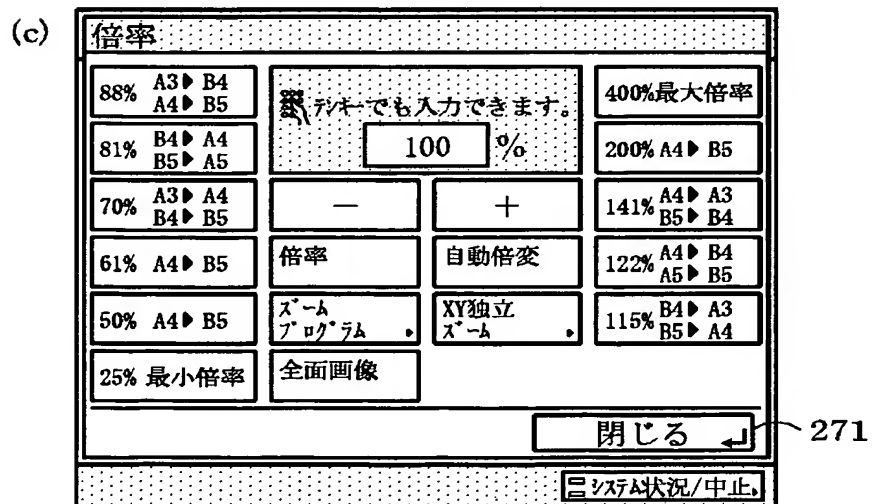 (c)
倍率
88% A3▶B4
A4▶B5
テンキーでも入力できます。
100 %
400%最大倍率
81% B4▶A4
B5▶A5
200% A4▶B5
70% A3▶A4
B4▶B5
－
＋
141% A4▶A3
B5▶B4
61% A4▶B5
倍率
自動倍変
122% A4▶B4
A5▶B5
50% A4▶B5
ズーム
プログラム
XY独立
ズーム
115% B4▶A3
B5▶A4
25% 最小倍率
全面画像
閉じる
271
システム状況/中止